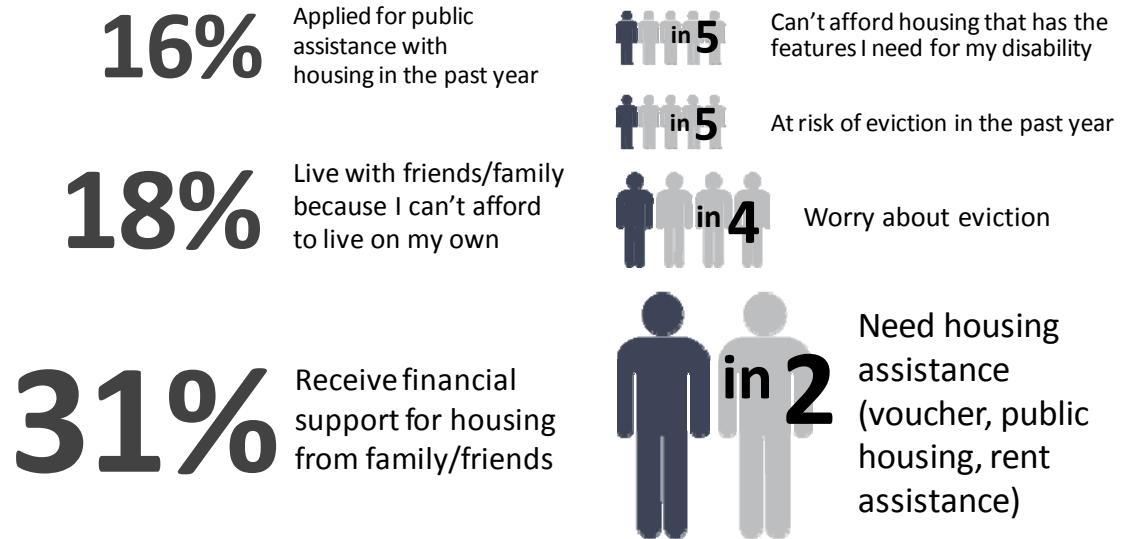 16%
Applied for public
assistance with
housing in the past year
18%
Live with friends/family
because I can't afford
to live on my own
31%
Receive financial
support for housing
from family/friends
in 5
Can't afford housing that has the
features I need for my disability
in 5
At risk of eviction in the past year
in 4
Worry about eviction
in 2
Need housing
assistance
(voucher, public
housing, rent
assistance)